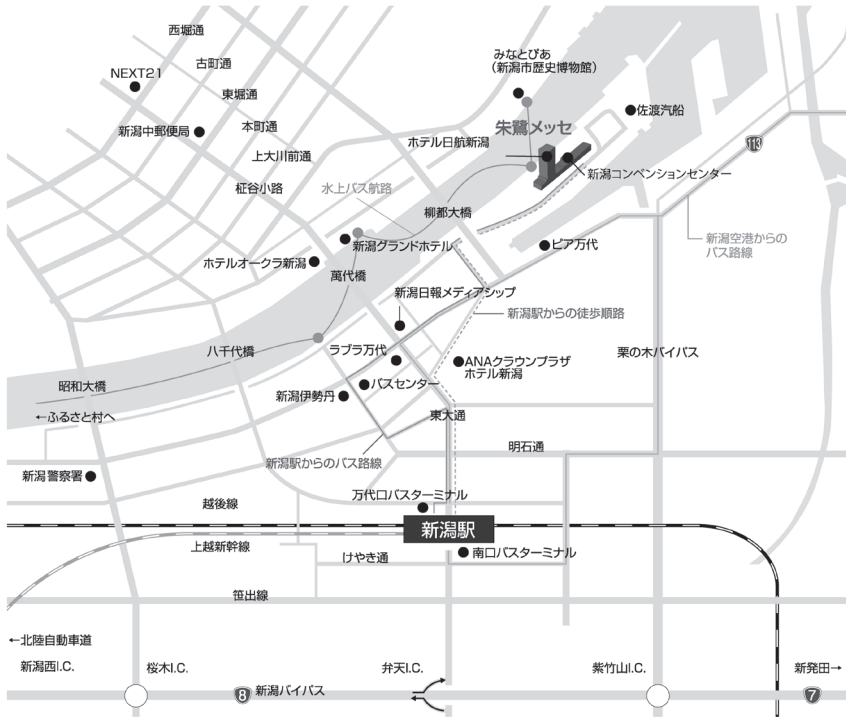 西堀通
みなとぴあ
（新潟市歴史博物館）
古町通
NEXT21
東堀通
佐渡汽船
本町通
新潟中郵便局
朱鷺メッセ
ホテル日航新潟
113
上大川前通
新潟コンベンションセンター
柾谷小路
水上バス航路
柳都大橋
新潟空港からの
バス路線
新潟グランドホテル
ピア万代
ホテルオークラ新潟
萬代橋
新潟日報メディアシップ
新潟駅からの徒歩順路
八千代橋
ラブラ万代
栗の木バイパス
ANAクラウンプラザ
ホテル新潟
昭和大橋
バスセンター
新潟伊勢丹
←ふるさと村へ
東大通
明石通
新潟駅からのバス路線
新潟警察署
万代口バスターミナル
越後線
新潟駅
上越新幹線
けやき通
南口バスターミナル
笹出線
←北陸自動車道
新潟西I.C.
桜木I.C.
弁天I.C.
紫竹山I.C.
新発田→
8
新潟バイパス
7